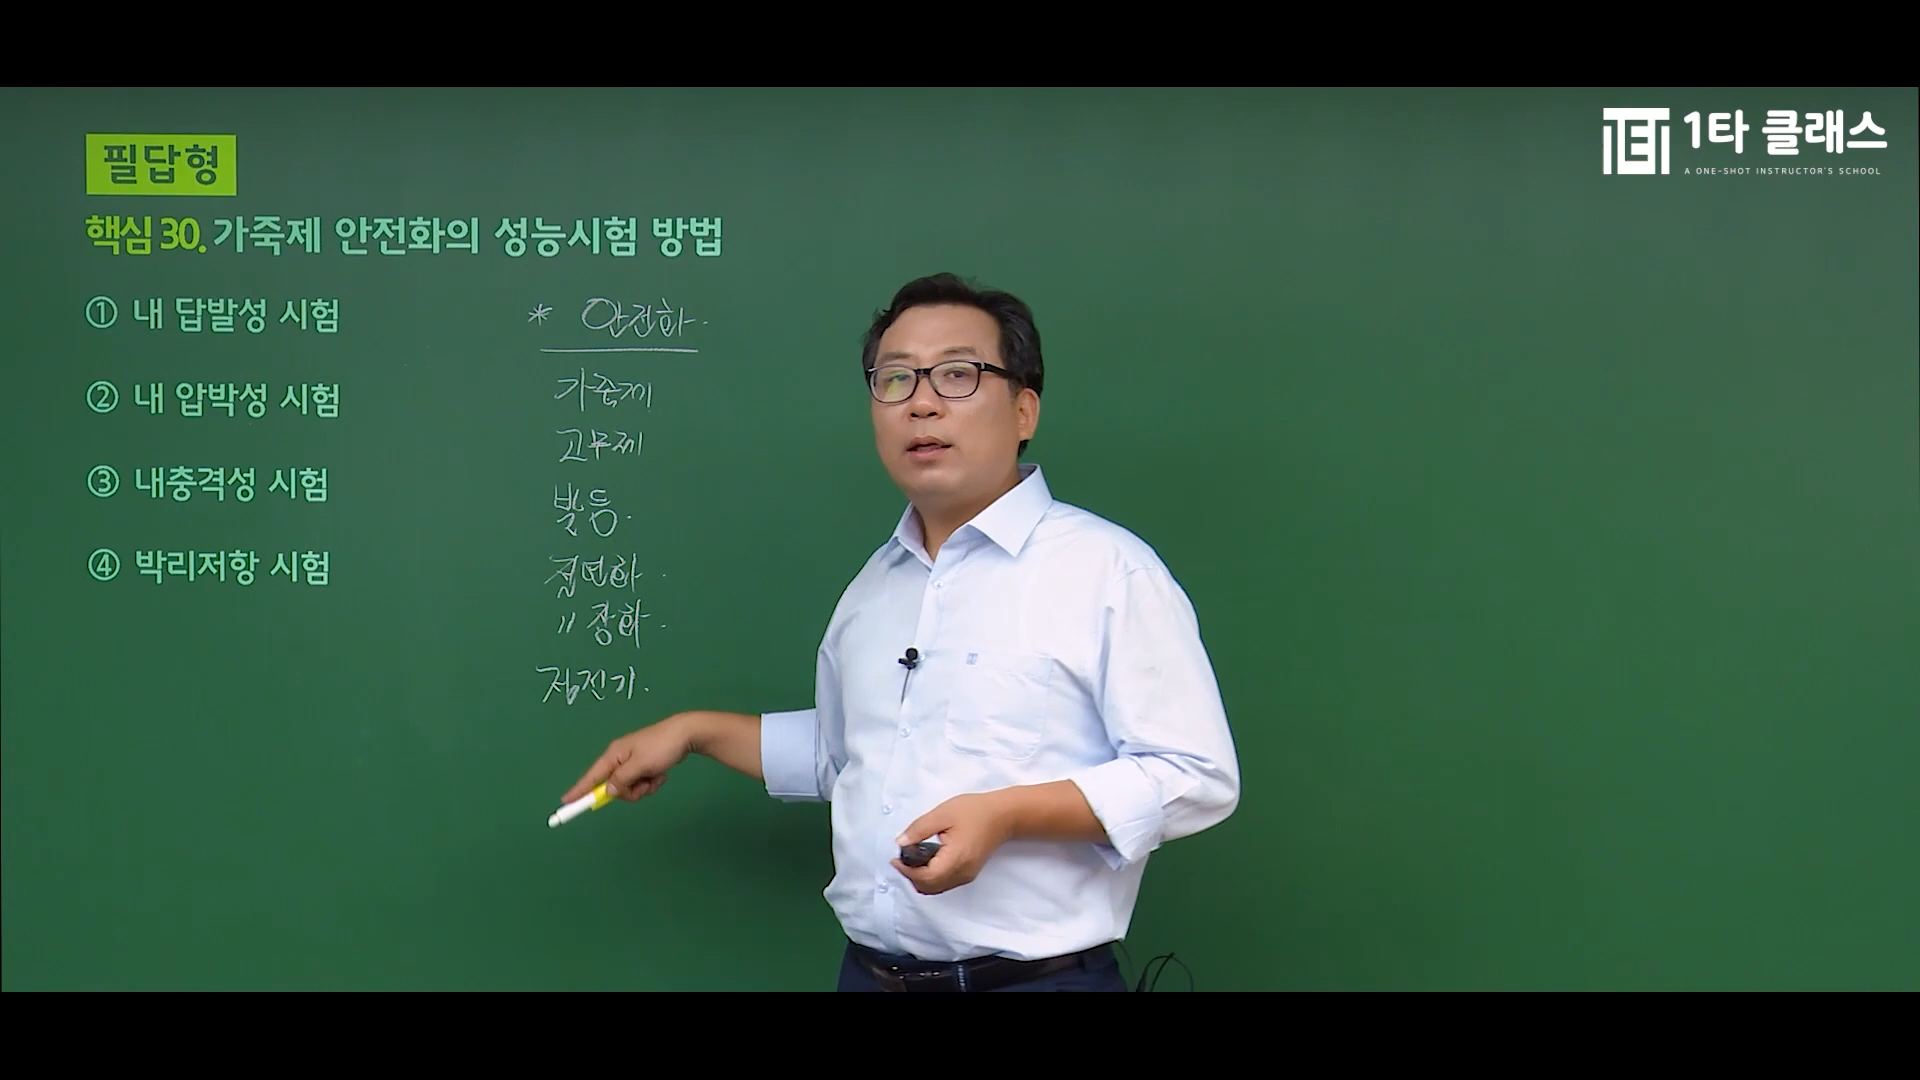 1타 클래스
A ONE-SHOT INSTRUCTOR'S SCHOOL
필답형
핵심 30. 가죽제 안전화의 성능시험 방법
① 내 답발성 시험
② 내 압박성 시험
③ 내충격성 시험
④ 박리저항 시험
* 안전화.
가죽제
고무제
발등.
절연화.
〃 장화.
정전기.